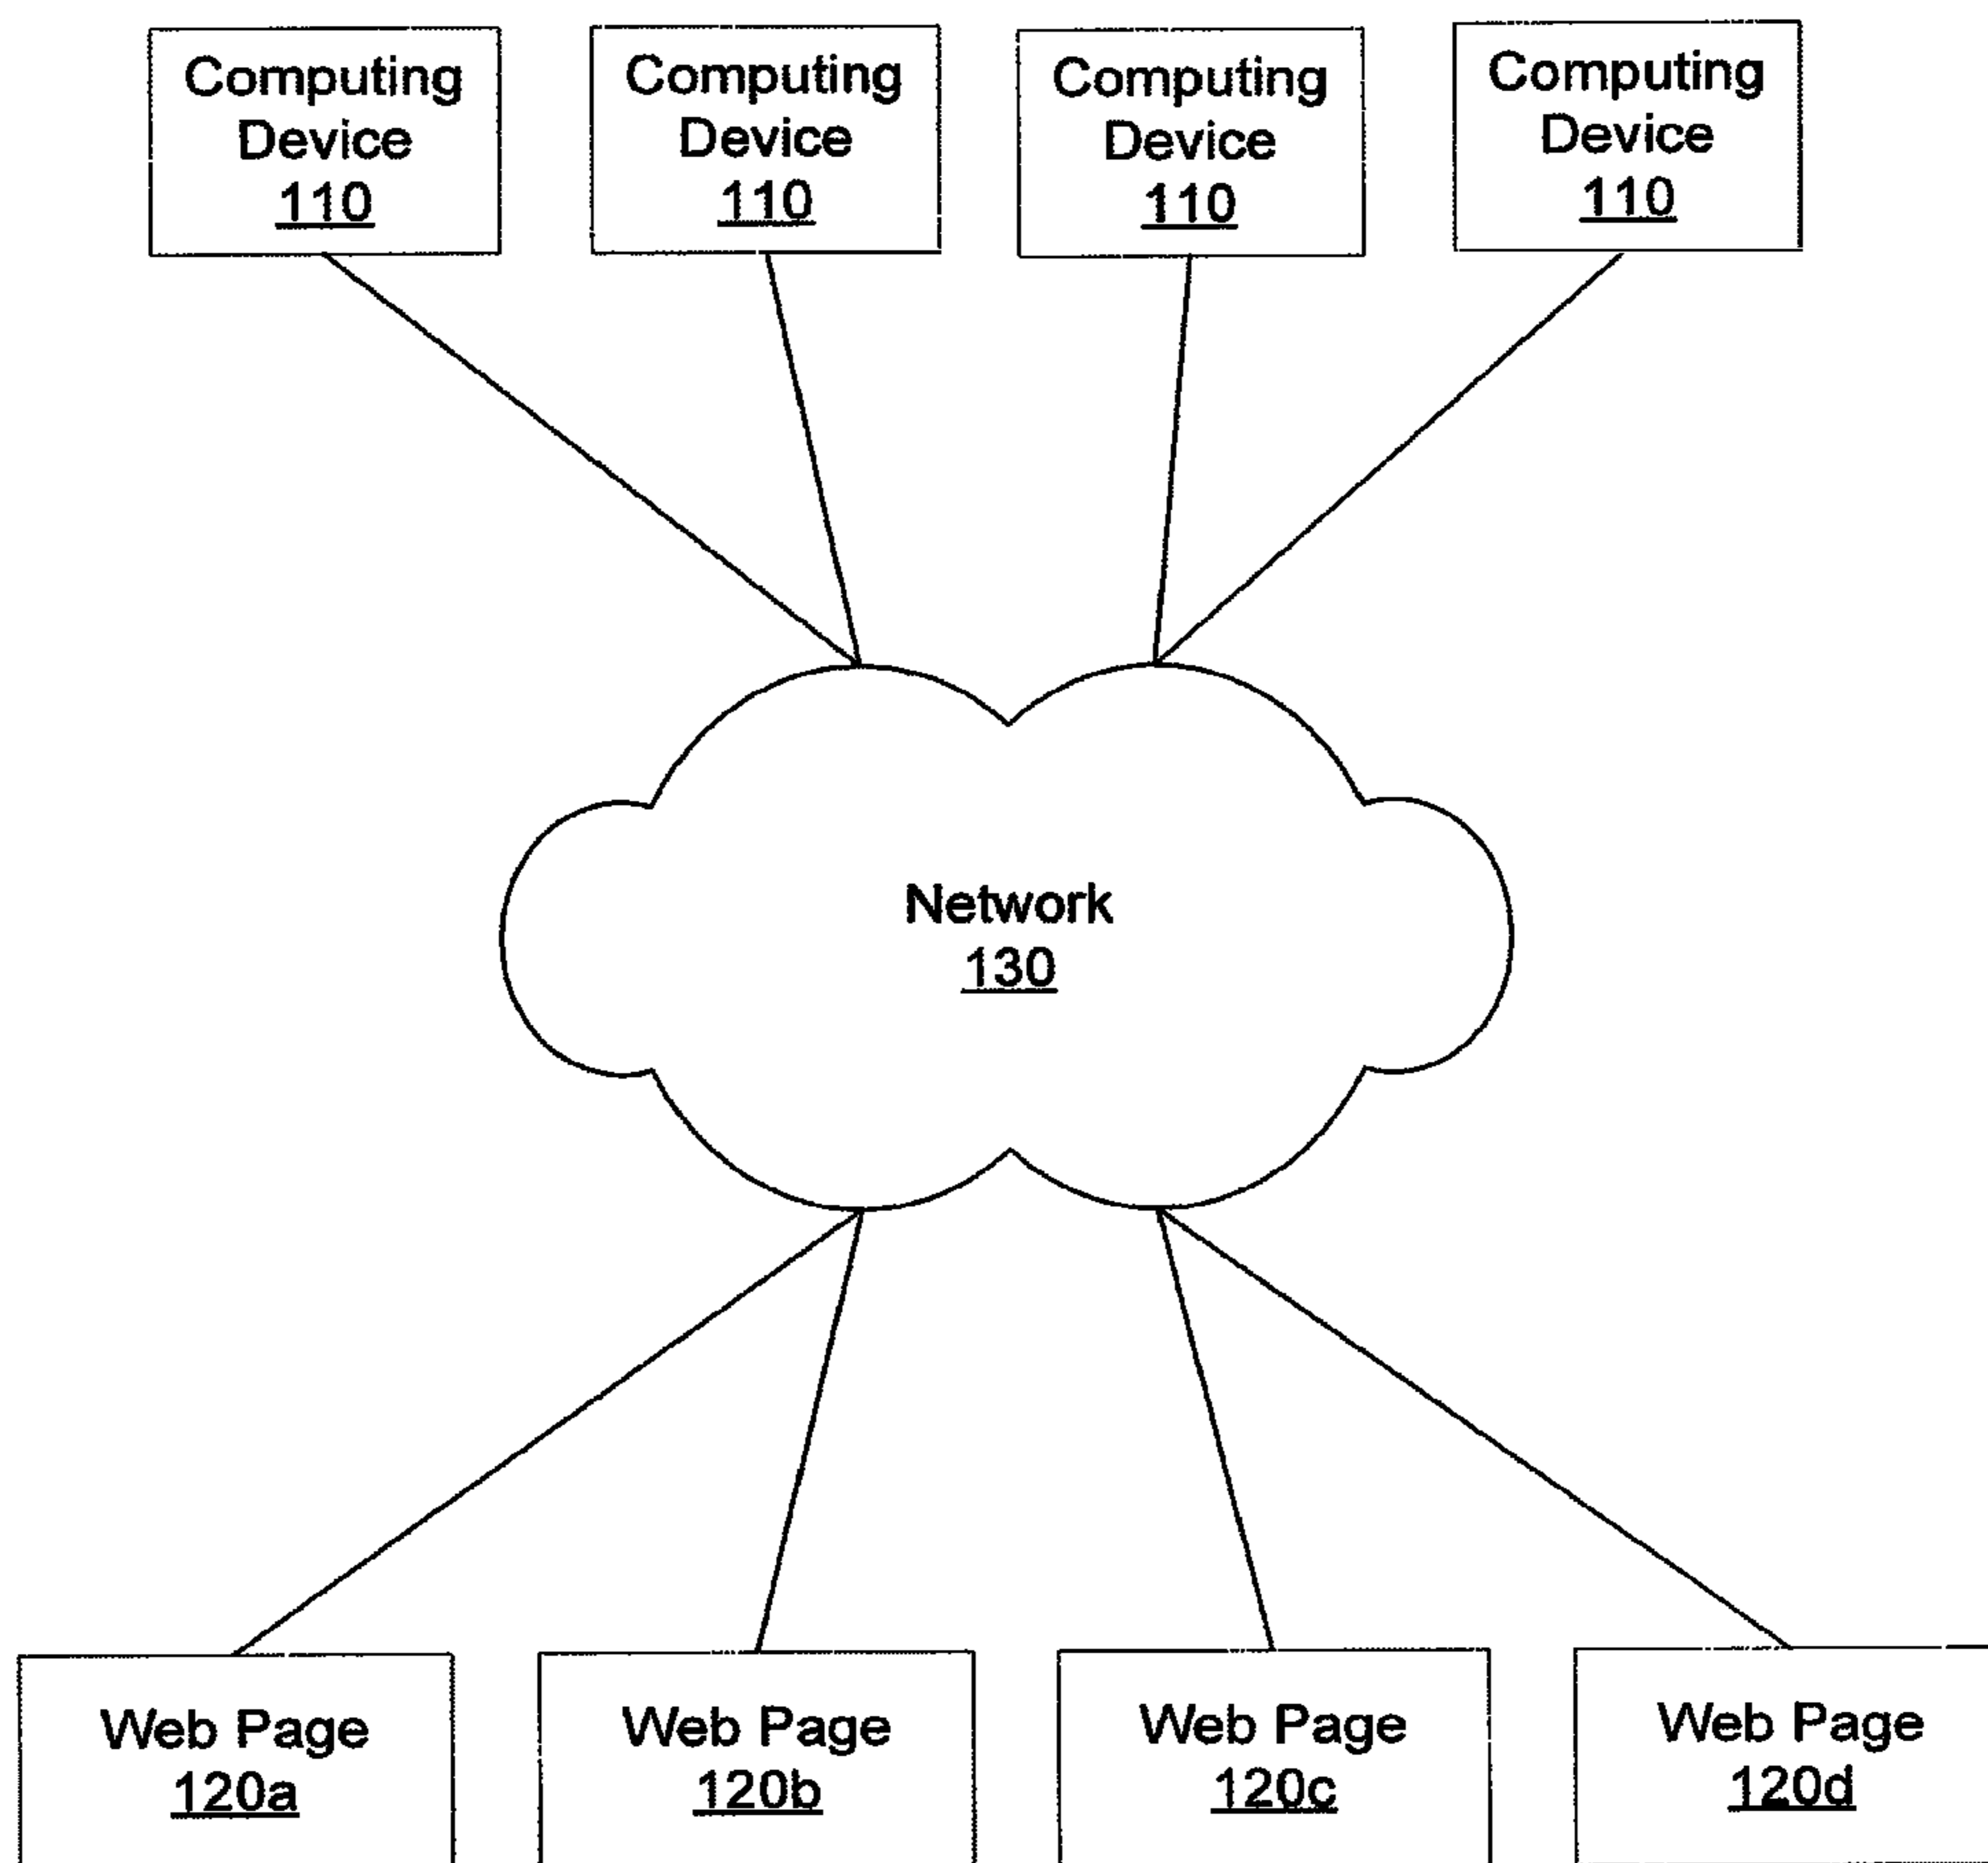 Computing
Device
110
Computing
Device
110
Computing
Device
110
Computing
Device
110
Network
130
Web Page
120a
Web Page
120b
Web Page
120c
Web Page
120d